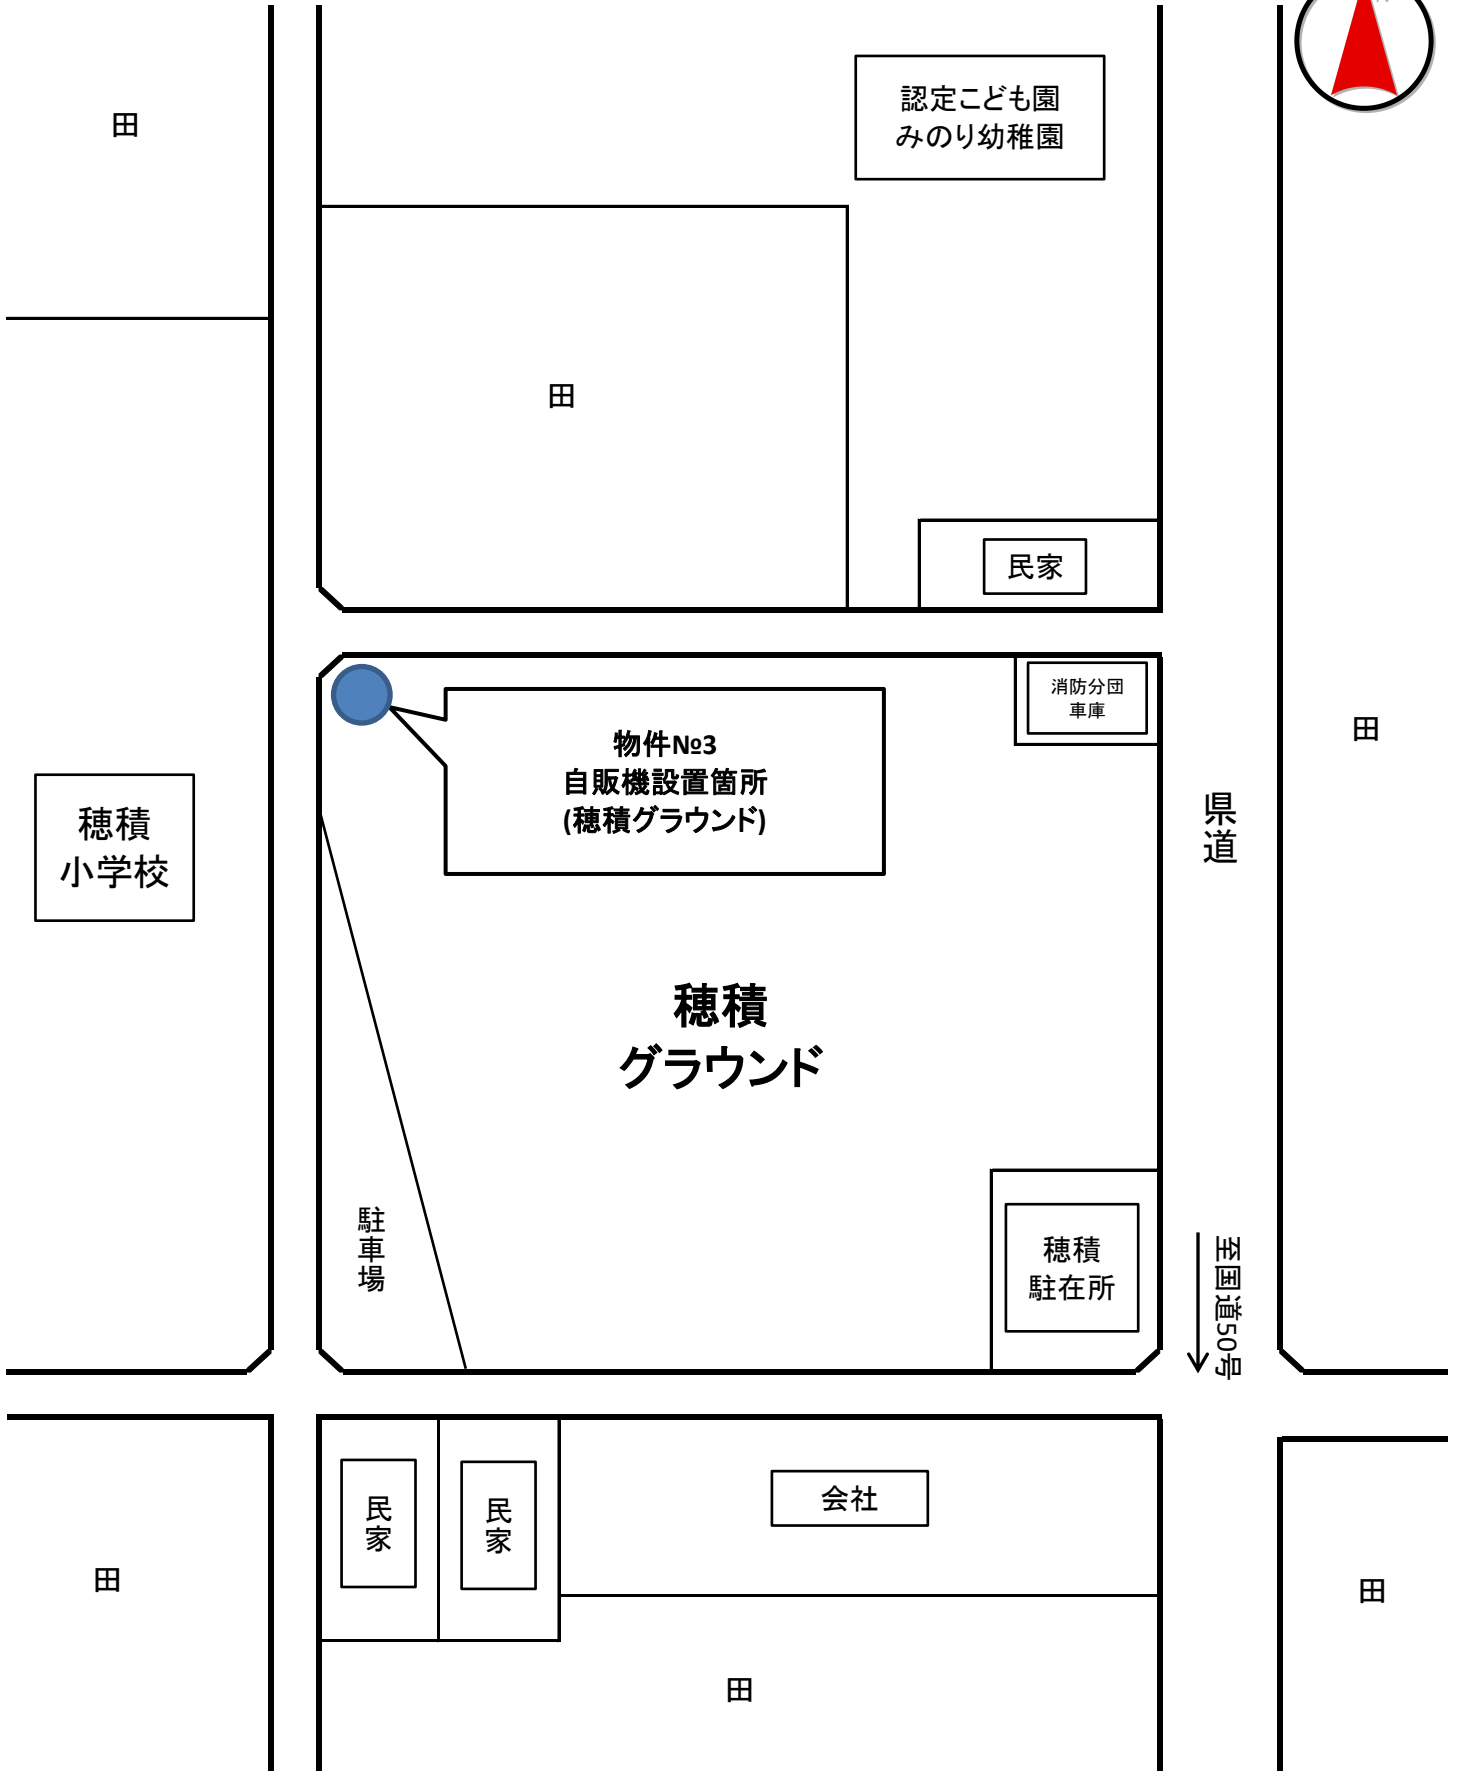 認定こども園
みのり幼稚園
田
田
民家
消防分団
車庫
物件№3
自販機設置箇所
(穂積グラウンド)
田
穂積
小学校
県道
穂積
グラウンド
駐車場
穂積
駐在所
至国道50号
民家
民家
会社
田
田
田